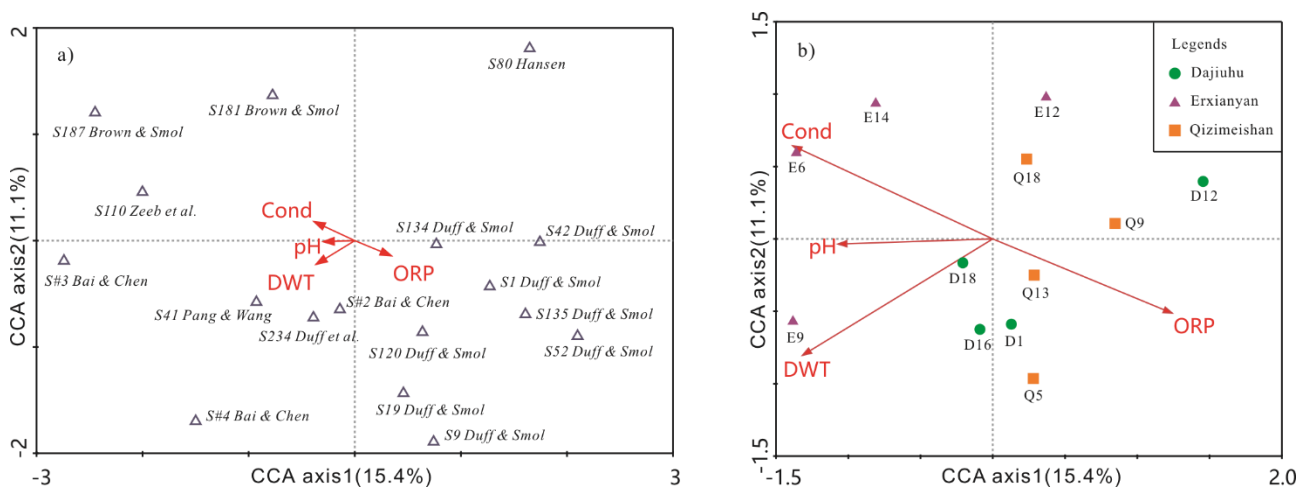 2
a)
S80 Hansen
S181 Brown & Smol
S187 Brown & Smol
S110 Zeeb et al.
Cond
S134 Duff & Smol
S42 Duff & Smol
pH
S#3 Bai & Chen
DWT
ORP
S1 Duff & Smol
S41 Pang & Wang
S#2 Bai & Chen
S135 Duff & Smol
S234 Duff et al.
S120 Duff & Smol
S52 Duff & Smol
S19 Duff & Smol
S#4 Bai & Chen
S9 Duff & Smol
CCA axis2(11.1%)
-2
-3
CCA axis1(15.4%)
3
1.5
b)
Legends
Dajiuhu
Erxianyan
Qizimeishan
E14
E12
Cond
E6
Q18
D12
Q9
pH
D18
Q13
E9
D16
D1
ORP
DWT
Q5
CCA axis2(11.1%)
-1.5
-1.5
CCA axis1(15.4%)
2.0